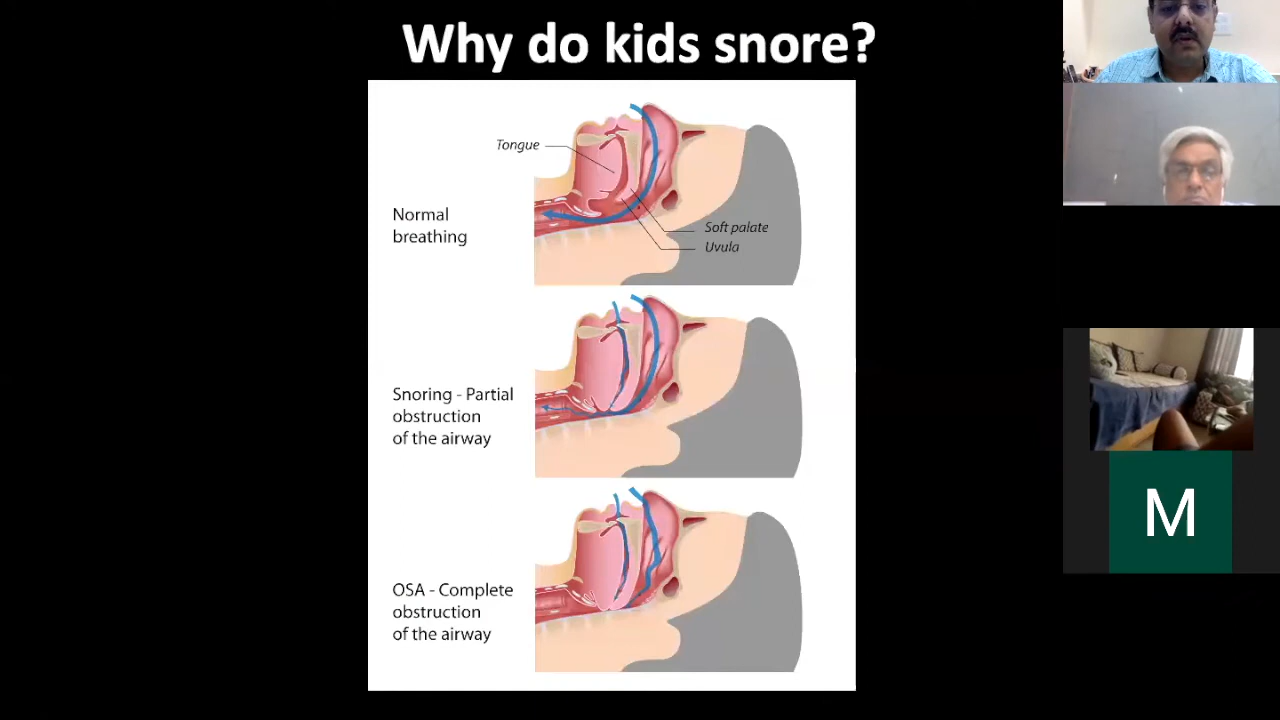 Why do kids snore?
Tongue
Normal
breathing
Soft palate
Uvula
Snoring - Partial
obstruction
of the airway
OSA - Complete
obstruction
of the airway
M